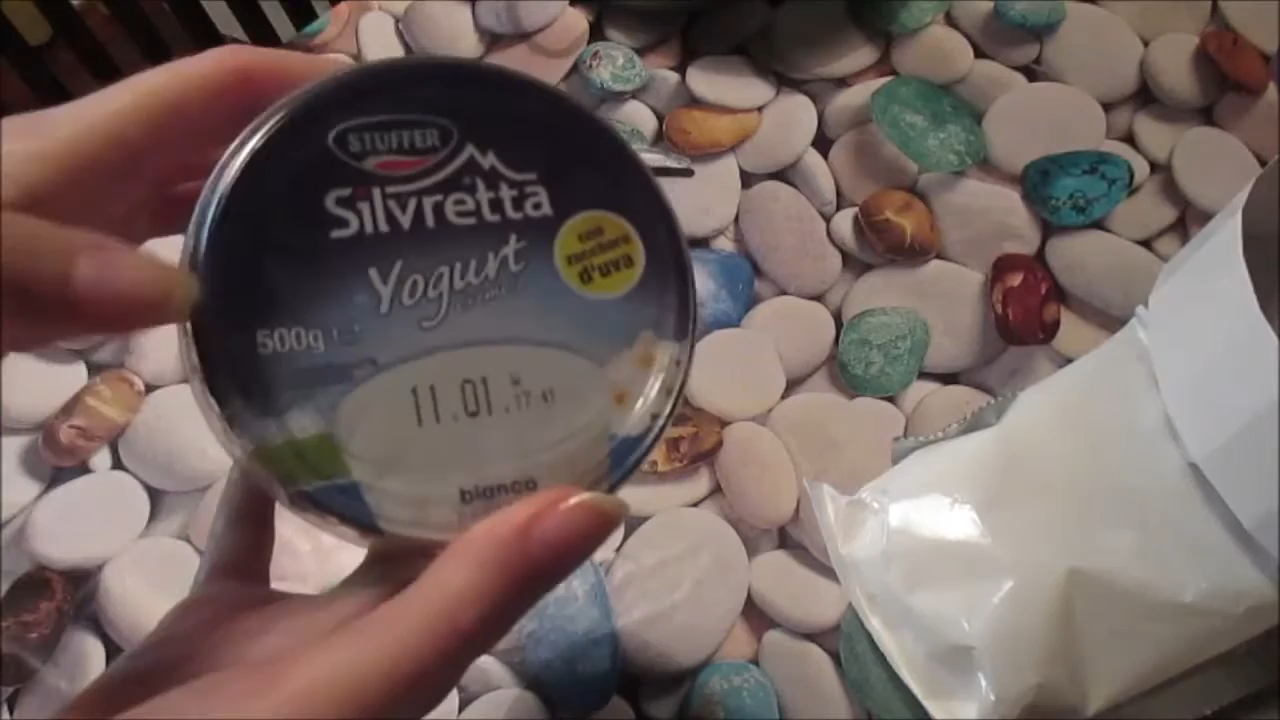 STUFFER
Silvretta
Yogurt
con
zucchero
d'uva
500g
11.01
bianco